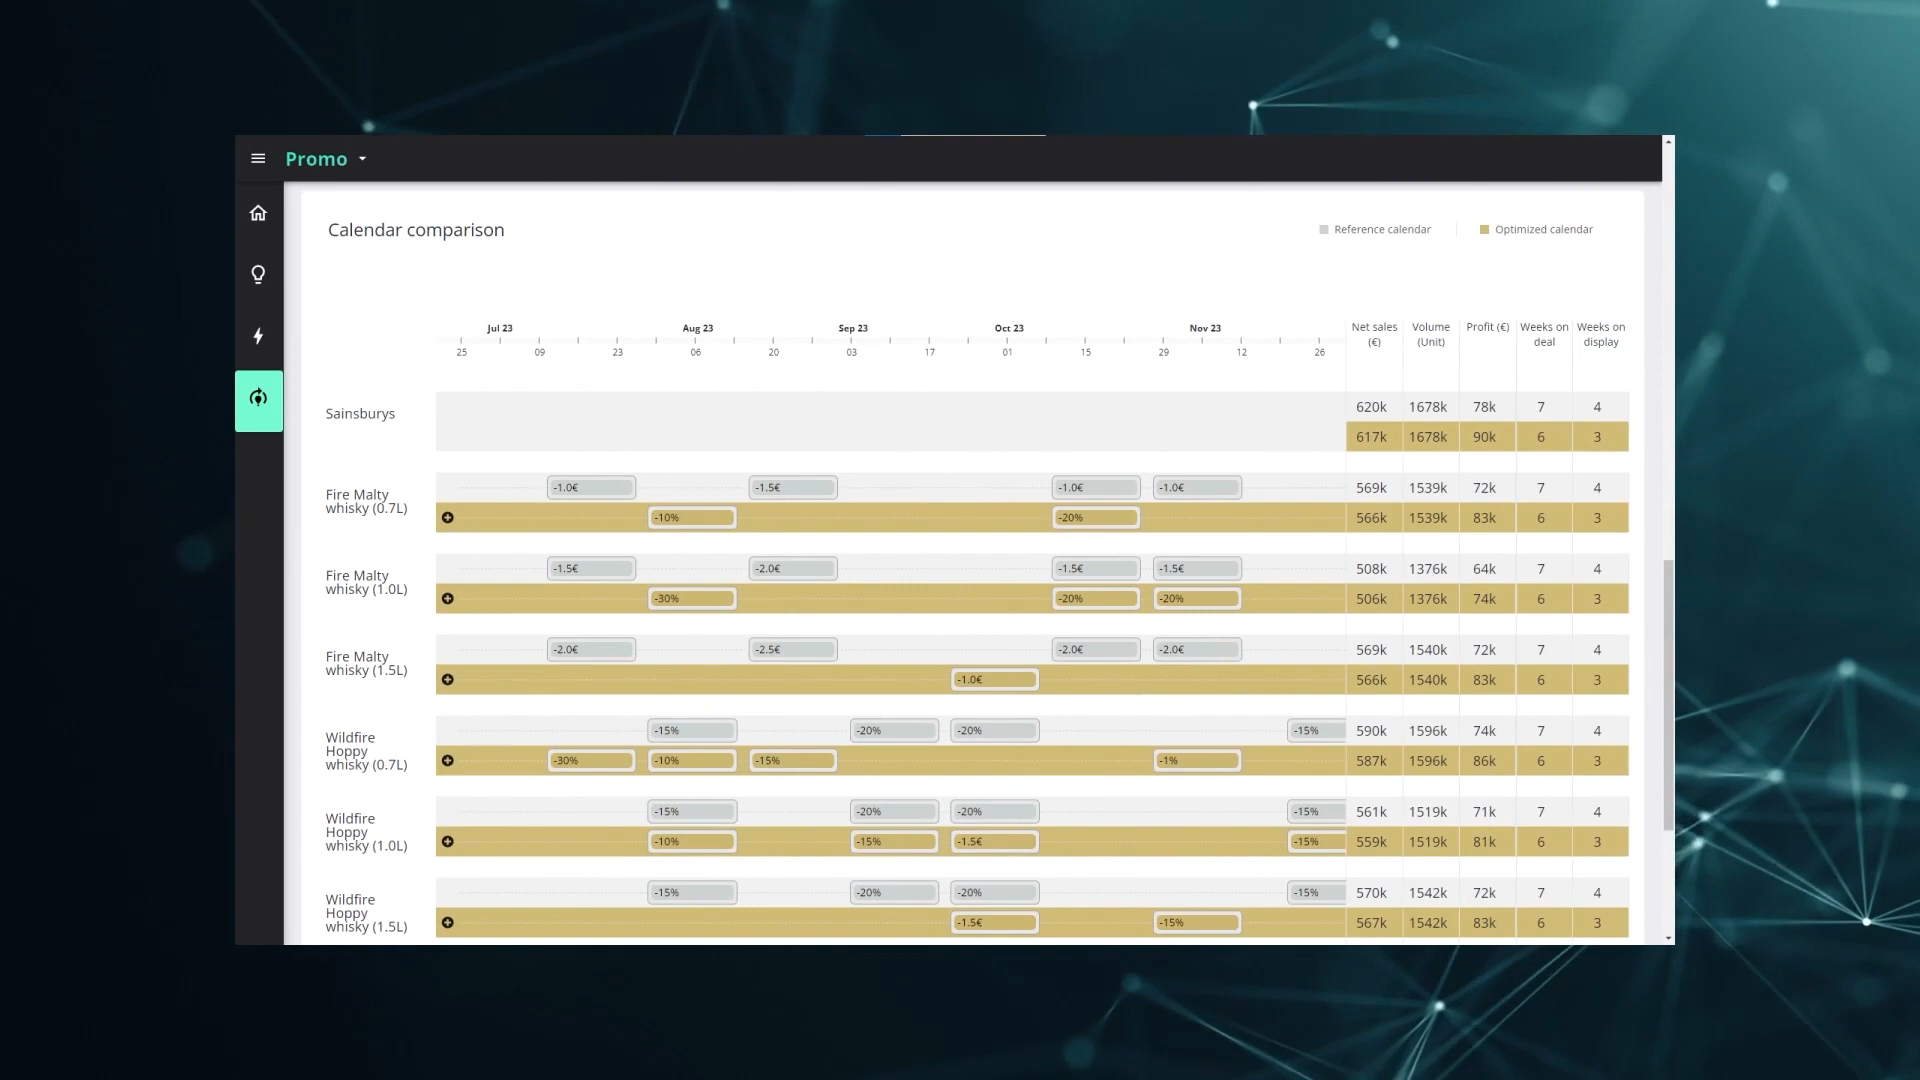 Promo
Calendar comparison
Reference calendar
Optimized calendar
Jul 23 Aug 23 Sep 23 Oct 23 Nov 23
Net sales (€) Volume (Unit) Profit (€) Weeks on deal Weeks on display
25 09 23 06 20 03 17 01 15 29 12 26
Sainsburys
620k 1678k 78k 7 4
617k 1678k 90k 6 3
Fire Malty
whisky (0.7L)
-1.0€ -1.5€ -1.0€ -1.0€ 569k 1539k 72k 7 4
-10% -20% 566k 1539k 83k 6 3
Fire Malty
whisky (1.0L)
-1.5€ -2.0€ -1.5€ -1.5€ 508k 1376k 64k 7 4
-30% -20% -20% 506k 1376k 74k 6 3
Fire Malty
whisky (1.5L)
-2.0€ -2.5€ -2.0€ -2.0€ 569k 1540k 72k 7 4
-1.0€ 566k 1540k 83k 6 3
Wildfire
Hoppy
whisky (0.7L)
-15% -20% -20% -15% 590k 1596k 74k 7 4
-30% -10% -15% -1% 587k 1596k 86k 6 3
Wildfire
Hoppy
whisky (1.0L)
-15% -20% -20% -15% 561k 1519k 71k 7 4
-10% -15% -1.5€ -15% 559k 1519k 81k 6 3
Wildfire
Hoppy
whisky (1.5L)
-15% -20% -20% -15% 570k 1542k 72k 7 4
-1.5€ -15% 567k 1542k 83k 6 3